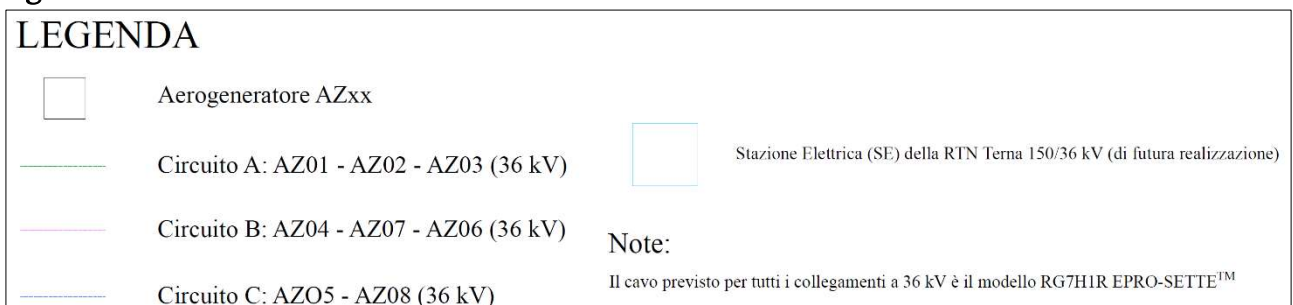 LEGENDA
Aerogeneratore AZxx
Circuito A: AZ01 - AZ02 - AZ03 (36 kV)
Circuito B: AZ04 - AZ07 - AZ06 (36 kV)
Circuito C: AZO5 - AZ08 (36 kV)
Stazione Elettrica (SE) della RTN Terna 150/36 kV (di futura realizzazione)
Note:
Il cavo previsto per tutti i collegamenti a 36 kV è il modello RG7H1R EPRO-SETTE™